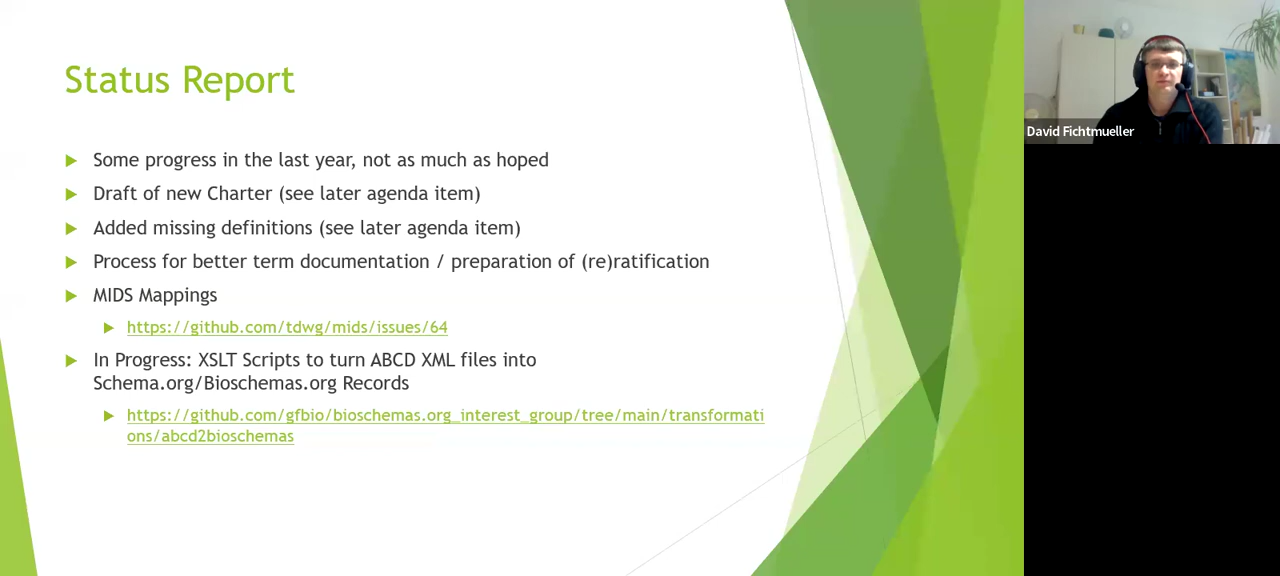 Status Report
Some progress in the last year, not as much as hoped
Draft of new Charter (see later agenda item)
Added missing definitions (see later agenda item)
Process for better term documentation / preparation of (re)ratification
MIDS Mappings
https://github.com/tdwg/mids/issues/64
In Progress: XSLT Scripts to turn ABCD XML files into
Schema.org/Bioschemas.org Records
https://github.com/gfbio/bioschemas.org_interest_group/tree/main/transformati
ons/abcd2bioschemas
David Fichtmueller